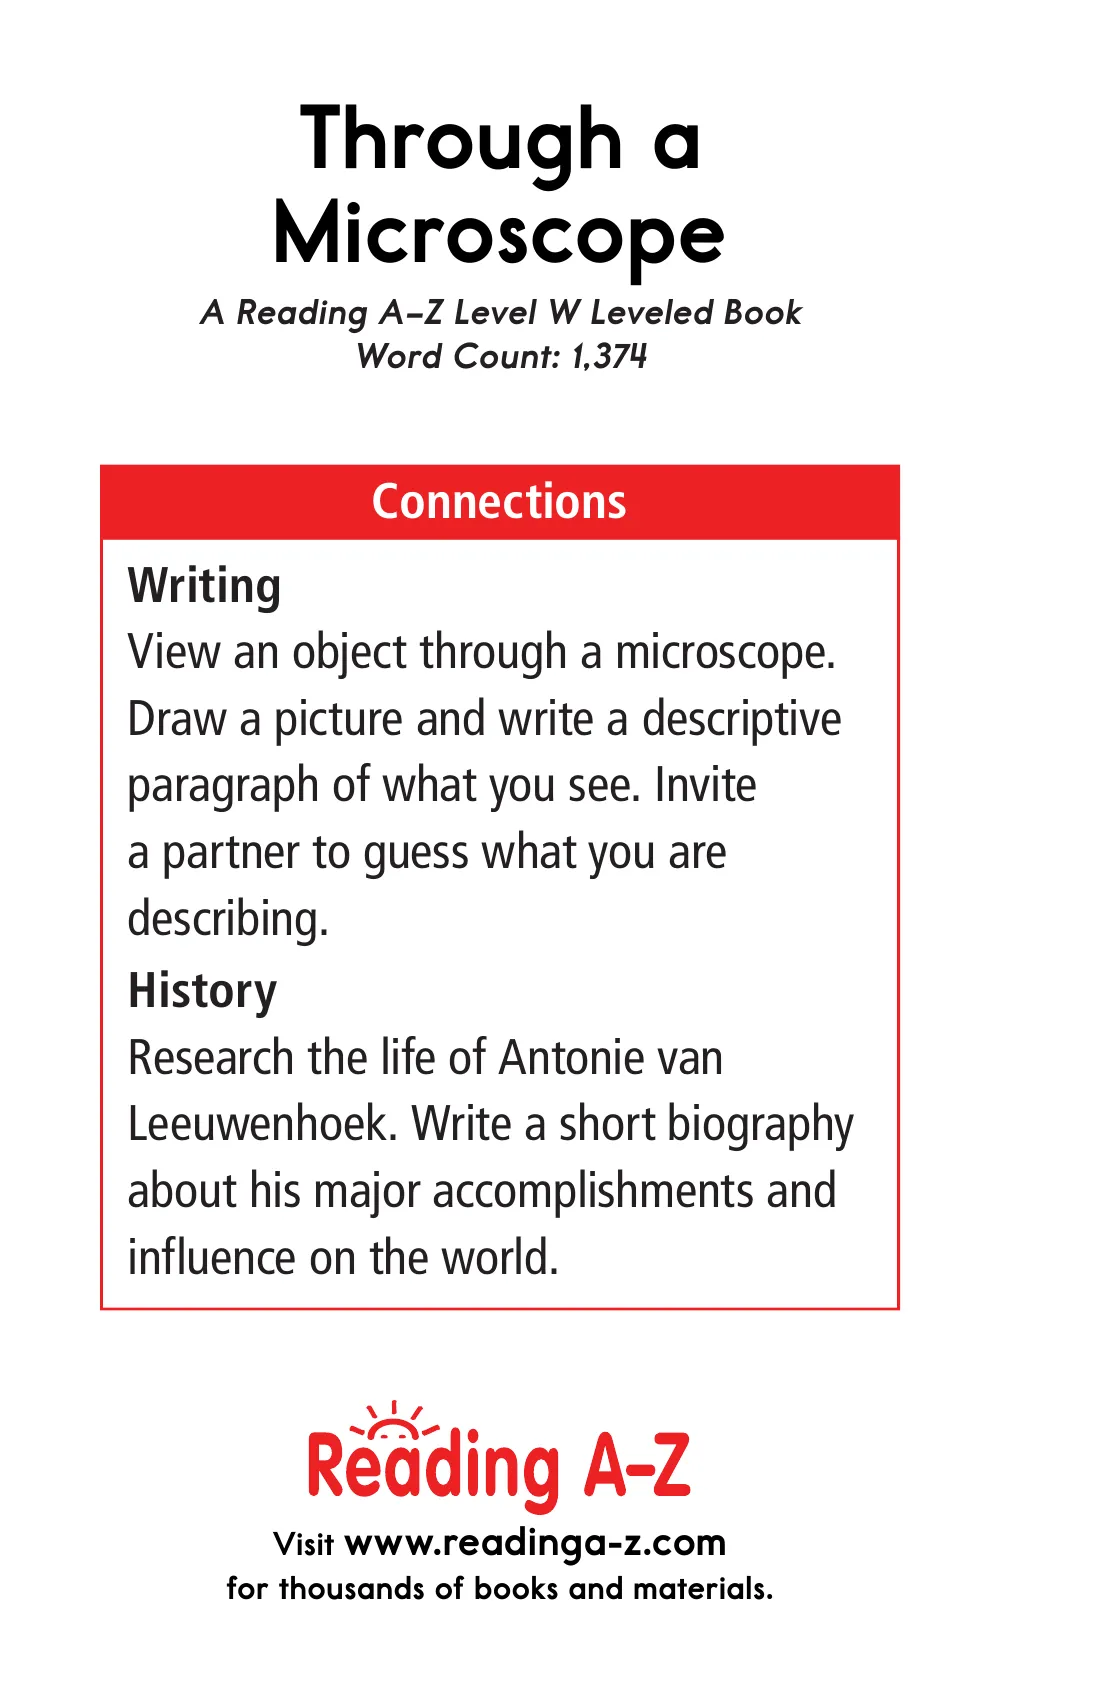 Through a
Microscope
A Reading A–Z Level W Leveled Book
Word Count: 1,374
Connections
Writing
View an object through a microscope.
Draw a picture and write a descriptive
paragraph of what you see. Invite
a partner to guess what you are
describing.
History
Research the life of Antonie van
Leeuwenhoek. Write a short biography
about his major accomplishments and
influence on the world.
Reading A–Z
Visit www.readinga-z.com
for thousands of books and materials.